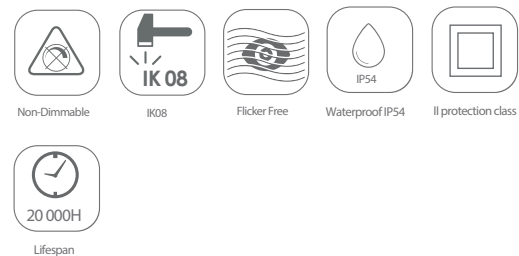 IK 08
IP54
Non-Dimmable
IK08
Flicker Free
Waterproof IP54
II protection class
20 000H
Lifespan